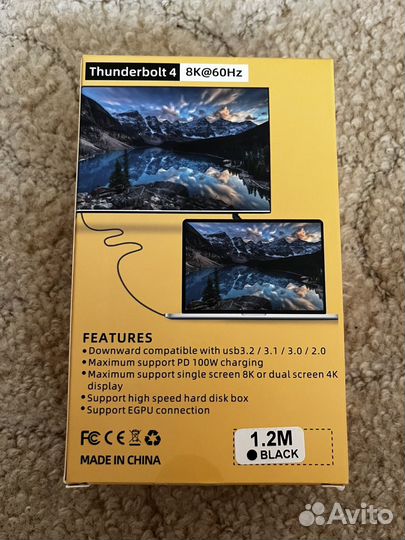 Thunderbolt 4 8K@60Hz
FEATURES
• Downward compatible with usb3.2 / 3.1 / 3.0 / 2.0
• Maximum support PD 100W charging
• Maximum support single screen 8K or dual screen 4K
display
• Support high speed hard disk box
• Support EGPU connection
FC CE
MADE IN CHINA
1.2M
● BLACK
Avito